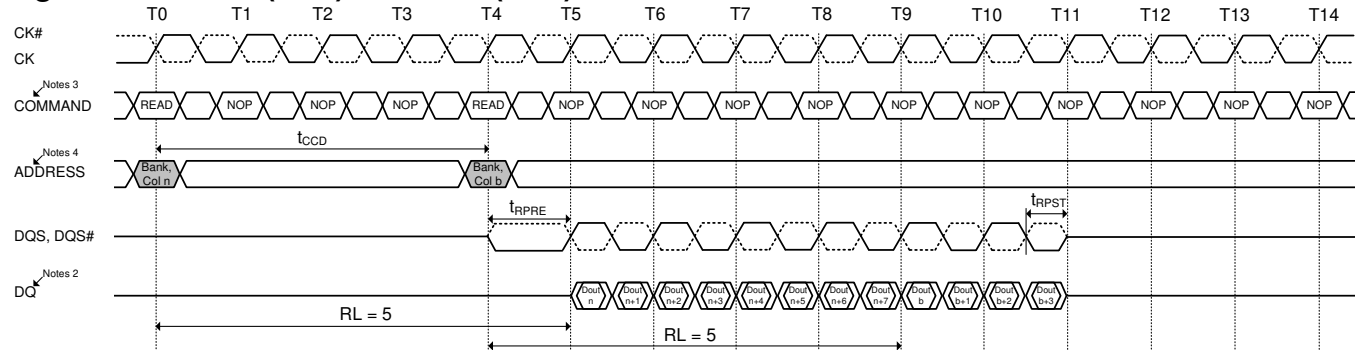 T0 T1 T2 T3 T4 T5 T6 T7 T8 T9 T10 T11 T12 T13 T14
CK#
CK
Notes 3
COMMAND READ NOP NOP NOP READ NOP NOP NOP NOP NOP NOP NOP NOP NOP NOP
tCCD
Notes 4
ADDRESS
Bank, Col n
Bank, Col b
tRPRE
tRPST
DQS, DQS#
Notes 2
DQ
Dout n
Dout n+1
Dout n+2
Dout n+3
Dout n+4
Dout n+5
Dout n+6
Dout n+7
Dout b
Dout b+1
Dout b+2
Dout b+3
RL = 5
RL = 5